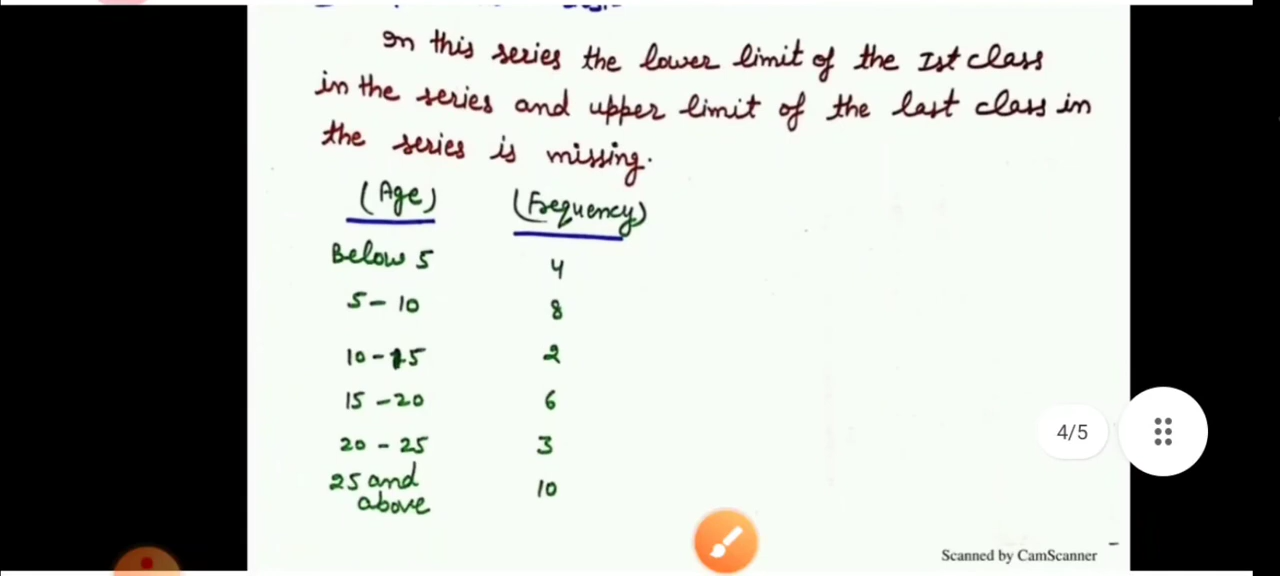 In this series the lower limit of the Ist class
in the series and upper limit of the last class in
the series is missing.
(Age) (Frequency)
Below 5 4
5 - 10 8
10 - 15 2
15 - 20 6
20 - 25 3
25 and above 10
4/5
Scanned by CamScanner